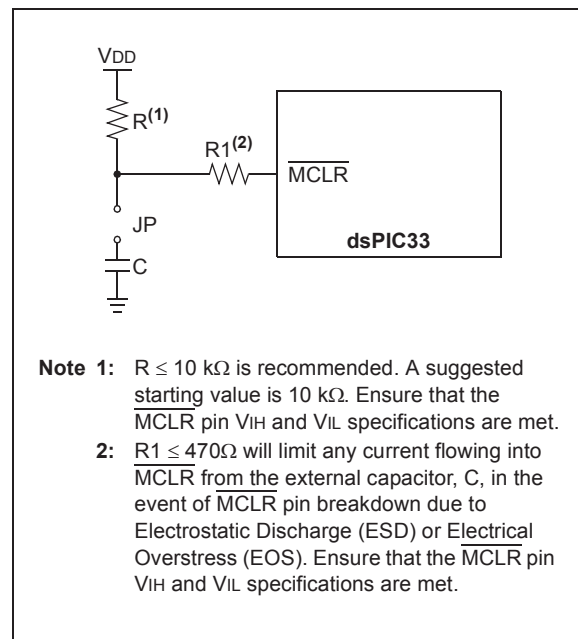 VDD
R(1)
R1(2)
MCLR
JP
dsPIC33
C
Note 1: R ≤ 10 kΩ is recommended. A suggested
starting value is 10 kΩ. Ensure that the
MCLR pin VIH and VIL specifications are met.
2: R1 ≤ 470Ω will limit any current flowing into
MCLR from the external capacitor, C, in the
event of MCLR pin breakdown due to
Electrostatic Discharge (ESD) or Electrical
Overstress (EOS). Ensure that the MCLR pin
VIH and VIL specifications are met.